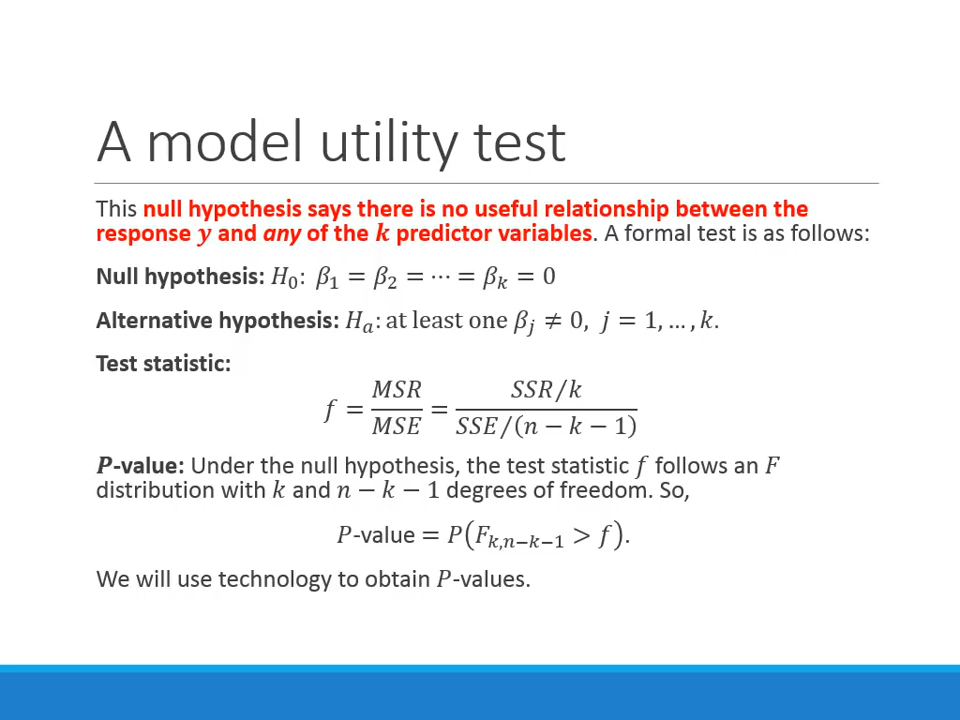 A model utility test
This null hypothesis says there is no useful relationship between the
response y and any of the k predictor variables. A formal test is as follows:
Null hypothesis: H₀: β₁ = β₂ = ⋯ = βₖ = 0
Alternative hypothesis: Hₐ: at least one βⱼ ≠ 0, j = 1, … , k.
Test statistic:
f = MSR/MSE = (SSR/k)/(SSE/(n − k − 1))
P-value: Under the null hypothesis, the test statistic f follows an F
distribution with k and n − k − 1 degrees of freedom. So,
P-value = P(F_{k,n−k−1} > f).
We will use technology to obtain P-values.